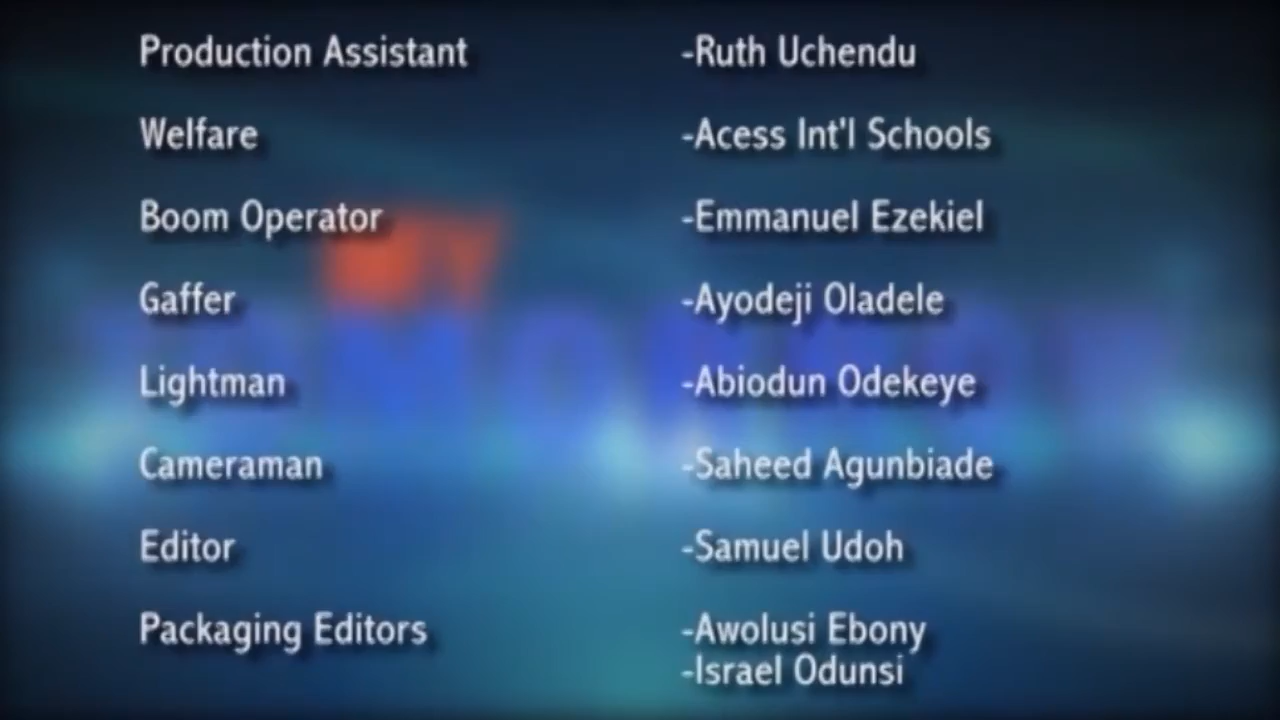 Production Assistant -Ruth Uchendu
Welfare -Acess Int'l Schools
Boom Operator -Emmanuel Ezekiel
Gaffer -Ayodeji Oladele
Lightman -Abiodun Odekeye
Cameraman -Saheed Agunbiade
Editor -Samuel Udoh
Packaging Editors -Awolusi Ebony
-Israel Odunsi